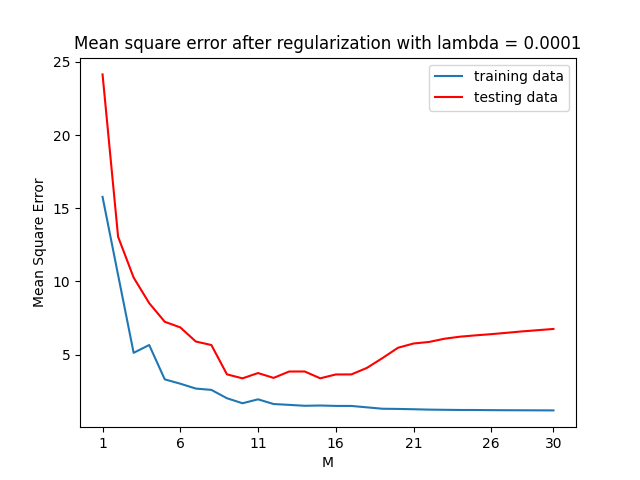 Mean square error after regularization with lambda = 0.0001
training data
testing data
Mean Square Error
25
20
15
10
5
1 6 11 16 21 26 30
M